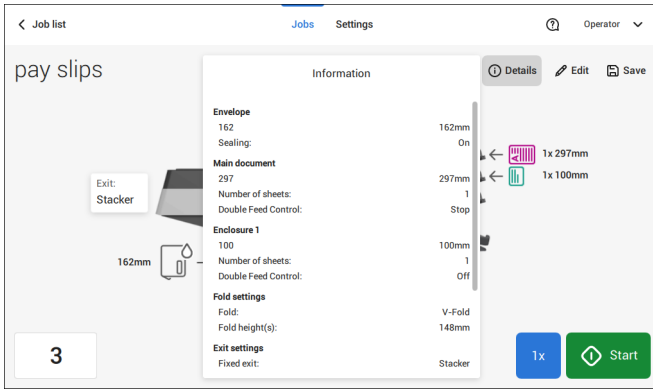 Job list
Jobs
Settings
Operator
pay slips
Details
Edit
Save
Information
Envelope
162 162mm
Sealing: On
Main document
297 297mm
Number of sheets: 1
Double Feed Control: Stop
Enclosure 1
100 100mm
Number of sheets: 1
Double Feed Control: Off
Fold settings
Fold: V-Fold
Fold height(s): 148mm
Exit settings
Fixed exit: Stacker
1x 297mm
1x 100mm
Exit:
Stacker
162mm
3
1x
Start